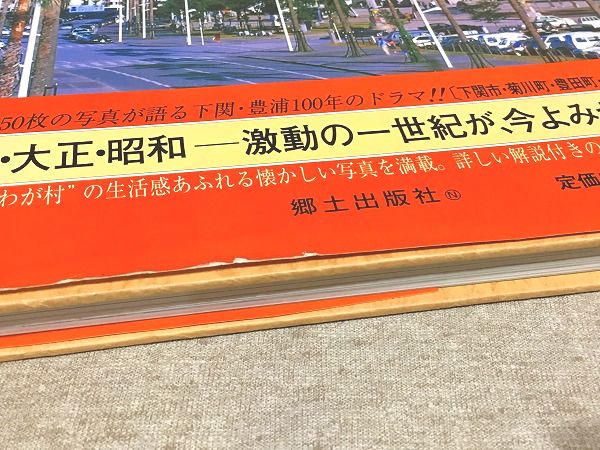 50枚の写真が語る下関・豊浦100年のドラマ!!〔下関市・菊川町・豊田町・
・大正・昭和―激動の一世紀が、今よみ
わが村”の生活感あふれる懐かしい写真を満載。詳しい解説付きの
郷土出版社Ⓝ 定価